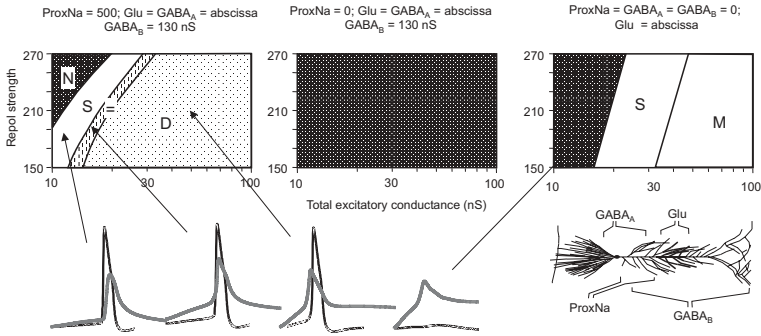 ProxNa = 500; Glu = GABAA = abscissa
GABAB = 130 nS
ProxNa = 0; Glu = GABAA = abscissa
GABAB = 130 nS
ProxNa = GABAA = GABAB = 0;
Glu = abscissa
Repol strength
270
210
150
N
S
=
D
10
30
100
270
210
150
10
30
100
Total excitatory conductance (nS)
270
210
150
S
M
10
30
100
GABAA
Glu
ProxNa
GABAB